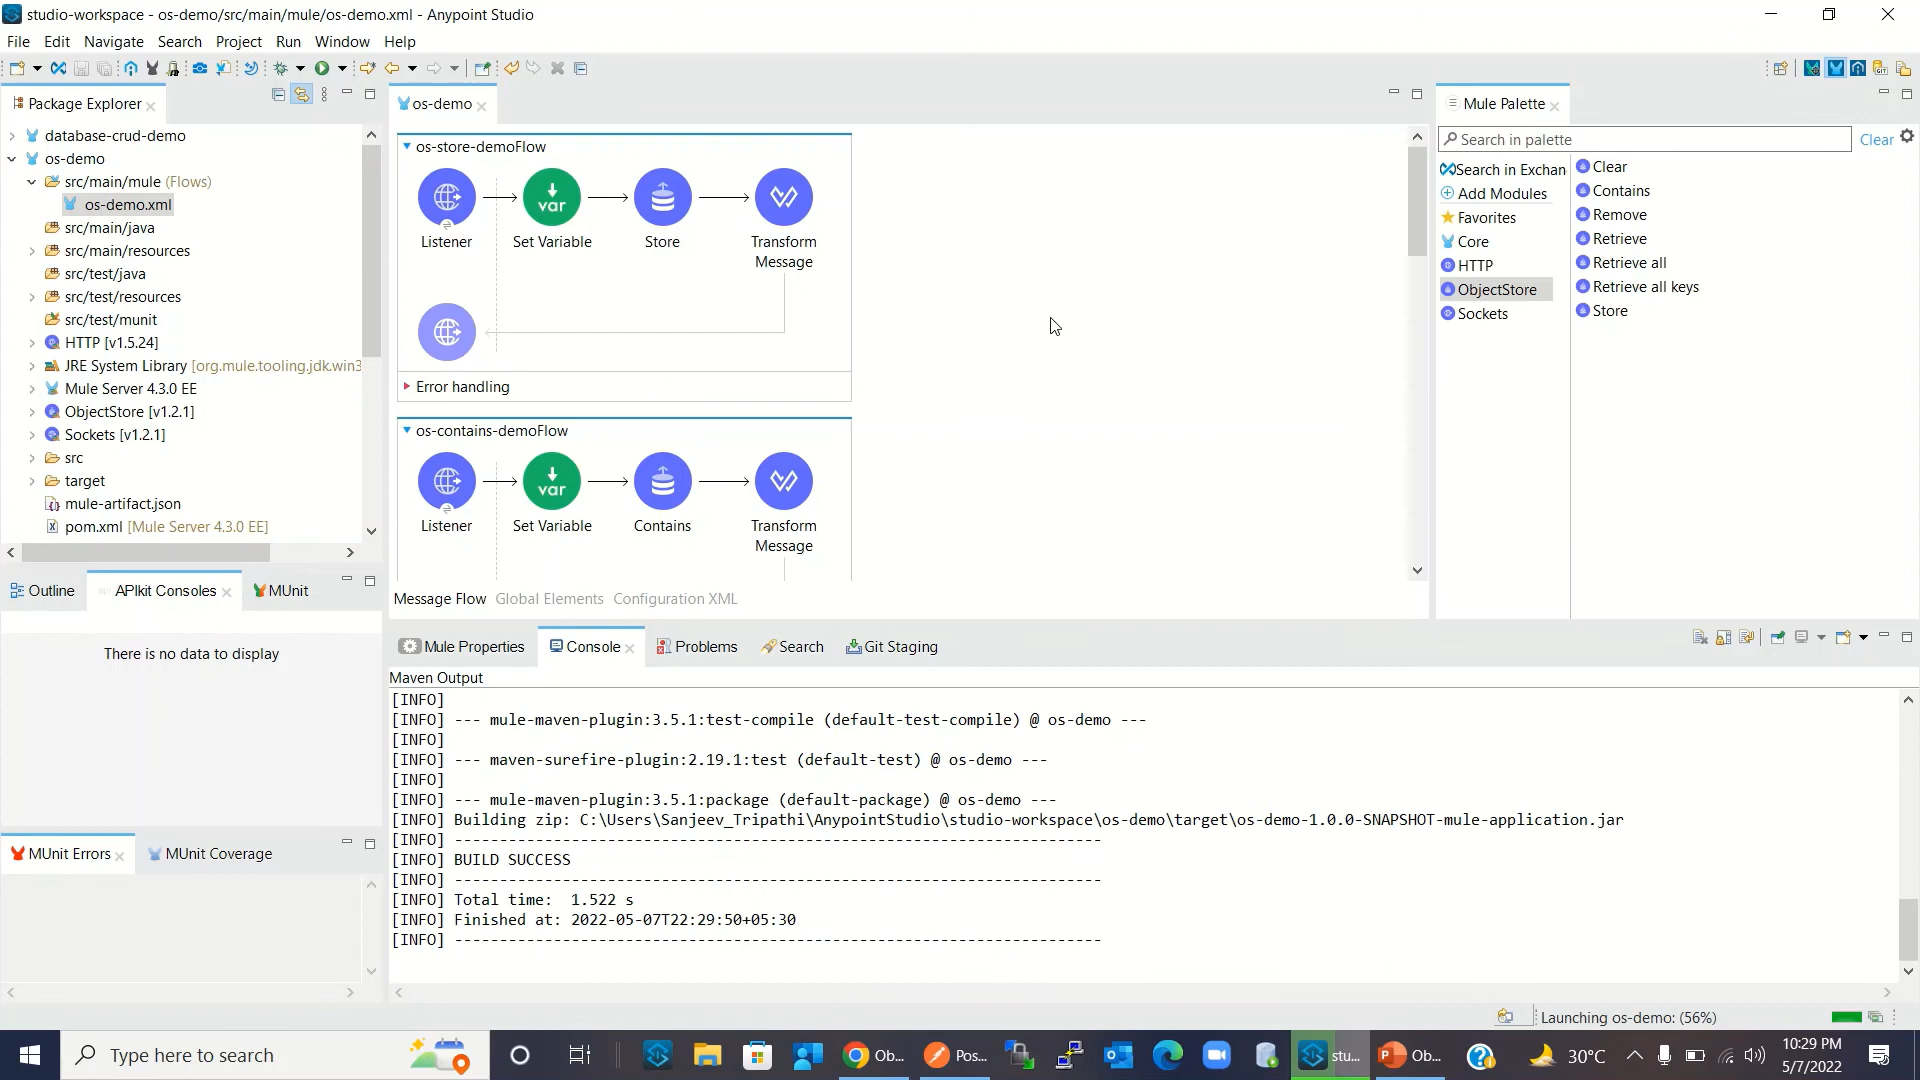 studio-workspace - os-demo/src/main/mule/os-demo.xml - Anypoint Studio
File Edit Navigate Search Project Run Window Help
Package Explorer
database-crud-demo
os-demo
src/main/mule (Flows)
os-demo.xml
src/main/java
src/main/resources
src/test/java
src/test/resources
src/test/munit
HTTP [v1.5.24]
JRE System Library [org.mule.tooling.jdk.win3
Mule Server 4.3.0 EE
ObjectStore [v1.2.1]
Sockets [v1.2.1]
src
target
mule-artifact.json
pom.xml [Mule Server 4.3.0 EE]
Outline APIkit Consoles MUnit
There is no data to display
MUnit Errors MUnit Coverage
os-demo
os-store-demoFlow
var
Listener Set Variable Store Transform
Message
Error handling
os-contains-demoFlow
var
Listener Set Variable Contains Transform
Message
Message Flow Global Elements Configuration XML
Mule Palette
Search in palette Clear
Search in Exchan
Add Modules
Favorites
Core
HTTP
ObjectStore
Sockets
Clear
Contains
Remove
Retrieve
Retrieve all
Retrieve all keys
Store
Mule Properties Console Problems Search Git Staging
Maven Output
[INFO]
[INFO] --- mule-maven-plugin:3.5.1:test-compile (default-test-compile) @ os-demo ---
[INFO]
[INFO] --- maven-surefire-plugin:2.19.1:test (default-test) @ os-demo ---
[INFO]
[INFO] --- mule-maven-plugin:3.5.1:package (default-package) @ os-demo ---
[INFO] Building zip: C:\Users\Sanjeev_Tripathi\AnypointStudio\studio-workspace\os-demo\target\os-demo-1.0.0-SNAPSHOT-mule-application.jar
[INFO] ------------------------------------------------------------------------
[INFO] BUILD SUCCESS
[INFO] ------------------------------------------------------------------------
[INFO] Total time:  1.522 s
[INFO] Finished at: 2022-05-07T22:29:50+05:30
[INFO] ------------------------------------------------------------------------
Launching os-demo: (56%)
Type here to search
Ob... Pos... stu... Ob... 30°C
10:29 PM
5/7/2022